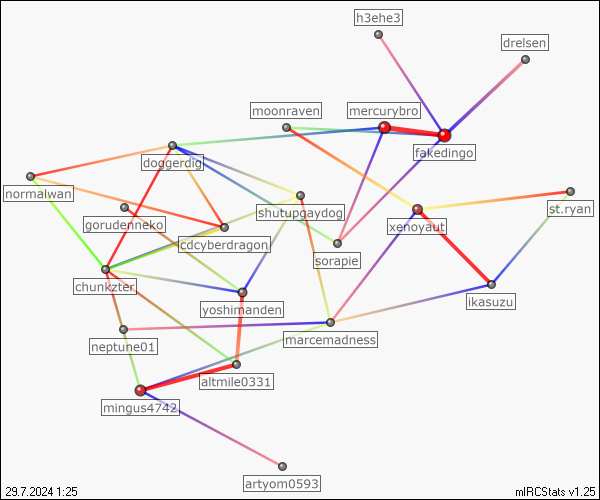 h3ehe3
drelsen
moonraven
mercurybro
fakedingo
doggerdig
normalwan
shutupgaydog
st.ryan
gorudenneko
xenoyaut
cdcyberdragon
sorapie
chunkzter
yoshimanden
ikasuzu
neptune01
marcemadness
altmile0331
mingus4742
artyom0593
29.7.2024 1:25
mIRCStats v1.25